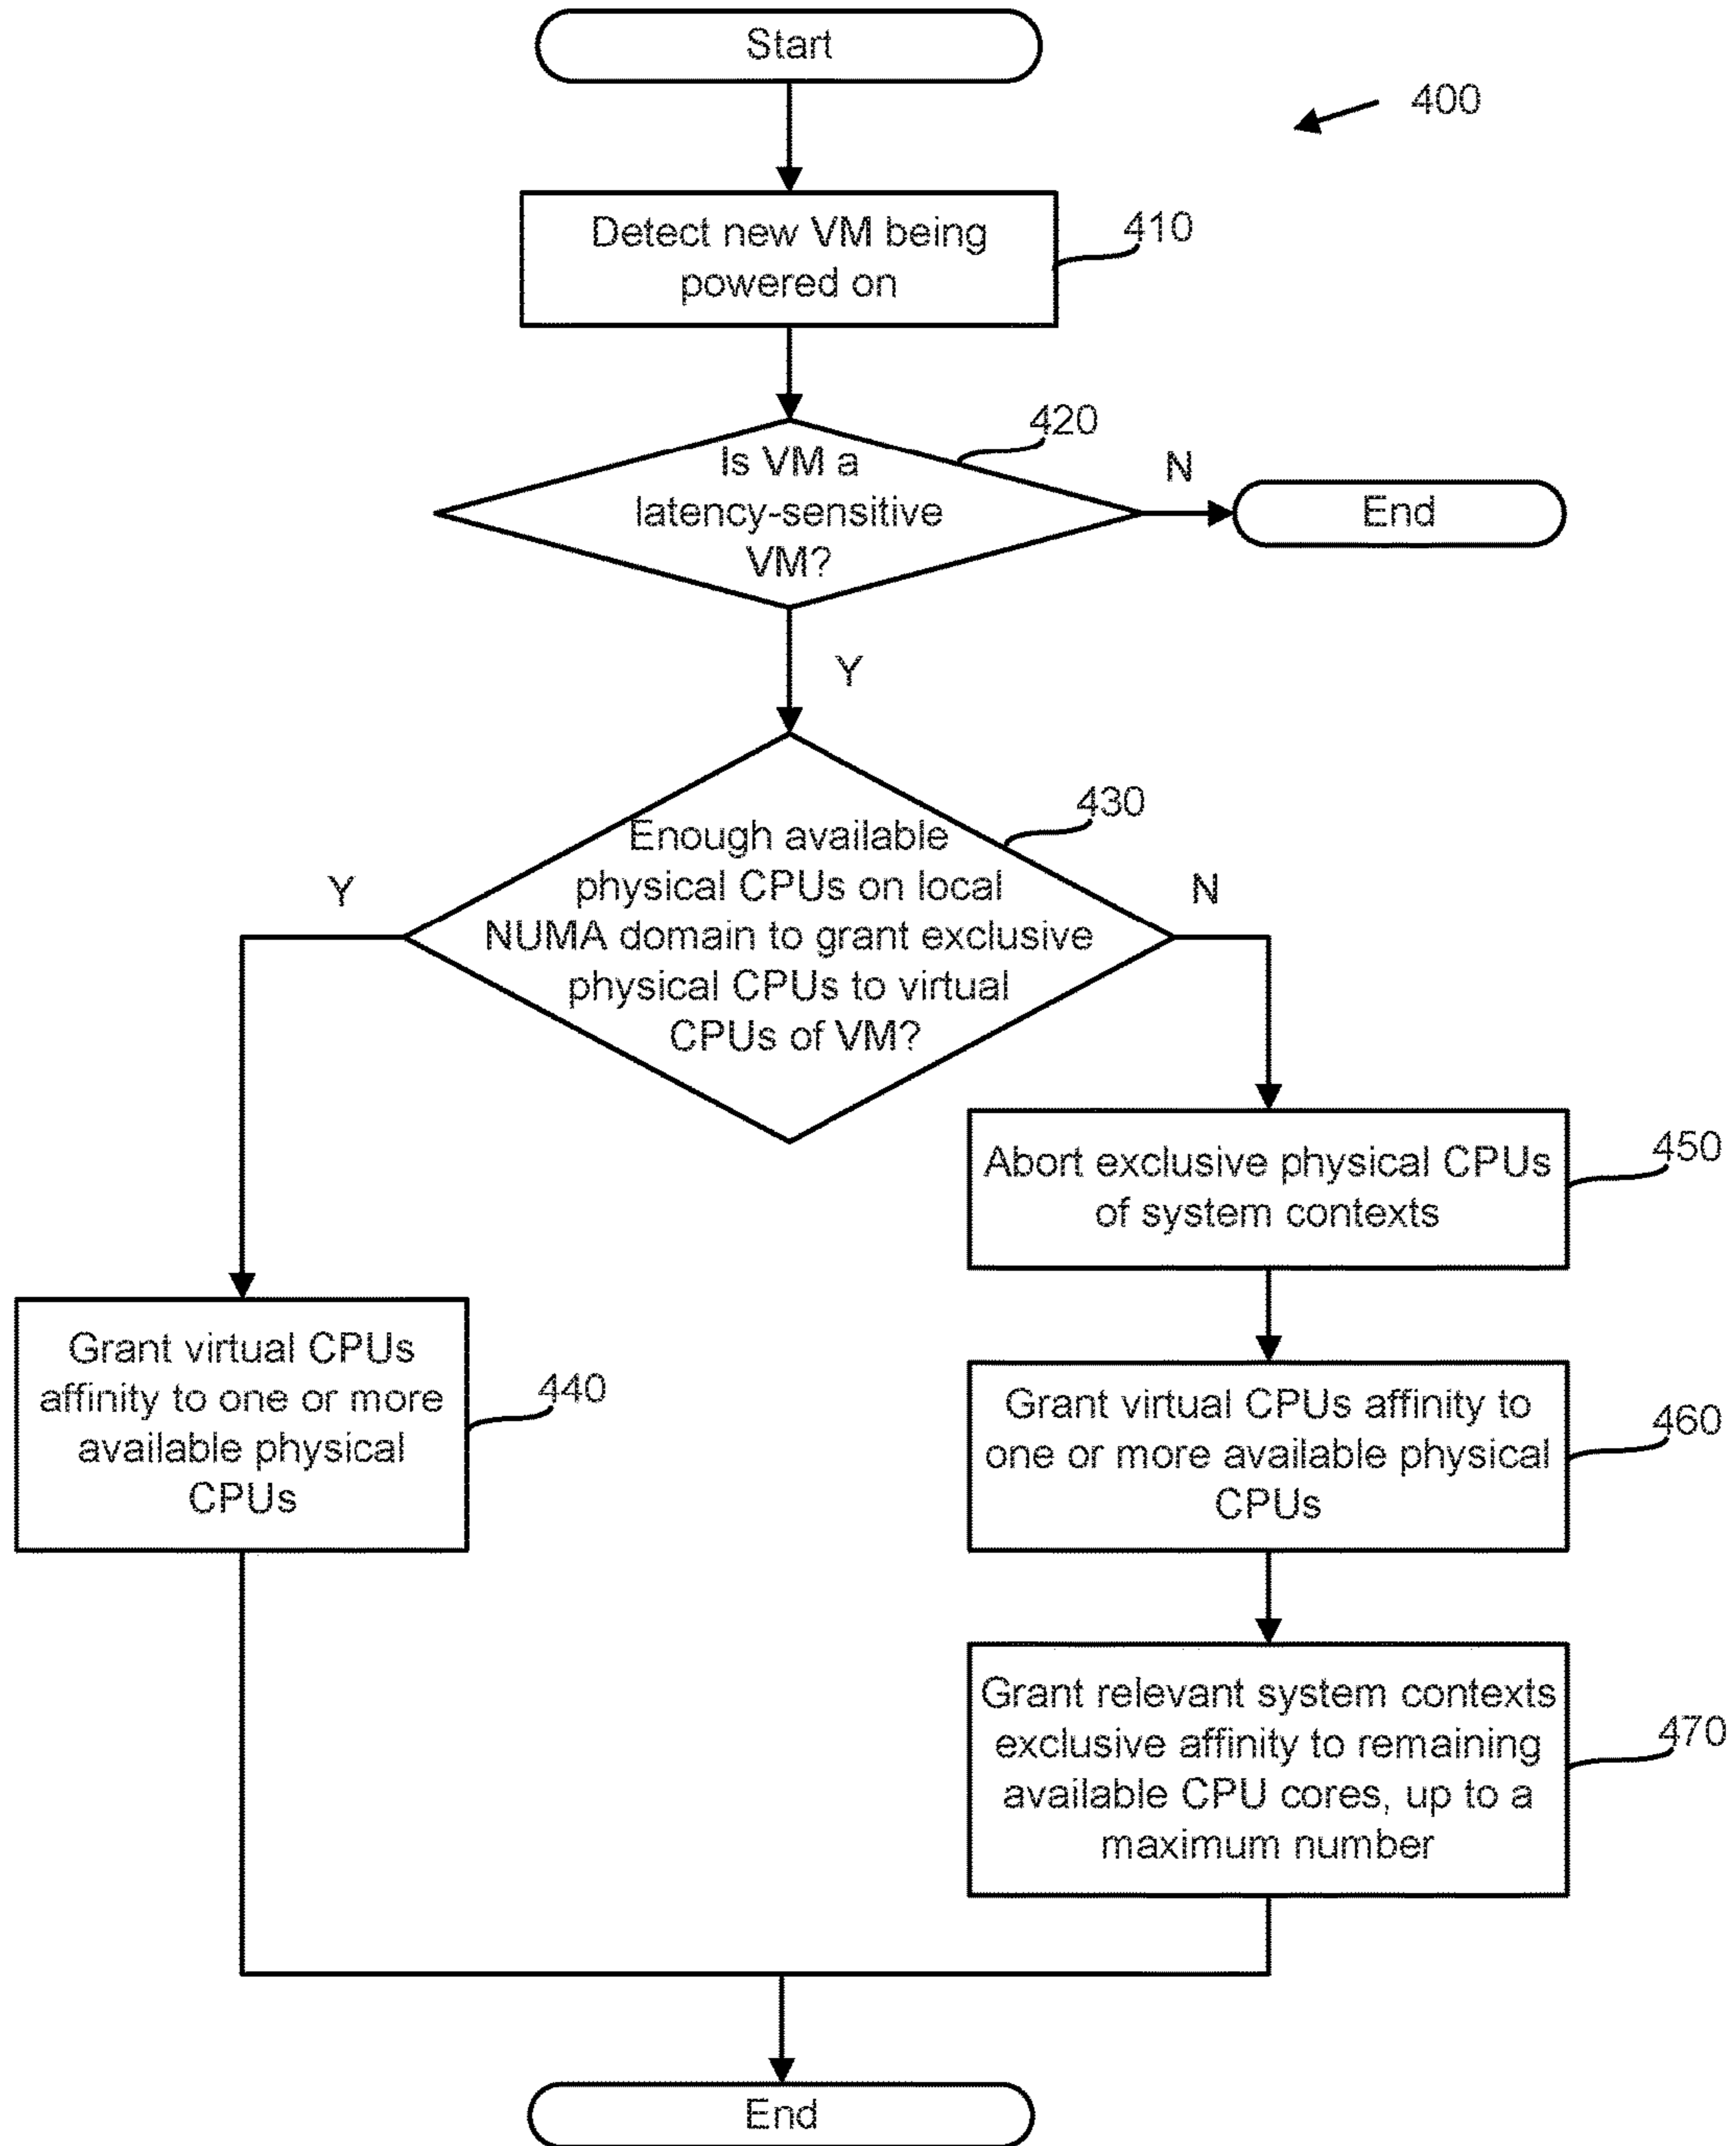 Start
400
Detect new VM being
powered on
410
420
Is VM a
latency-sensitive
VM?
N
End
Y
430
Enough available
physical CPUs on local
NUMA domain to grant exclusive
physical CPUs to virtual
CPUs of VM?
Y
N
Abort exclusive physical CPUs
of system contexts
450
Grant virtual CPUs
affinity to one or more
available physical
CPUs
440
Grant virtual CPUs affinity to
one or more available physical
CPUs
460
Grant relevant system contexts
exclusive affinity to remaining
available CPU cores, up to a
maximum number
470
End